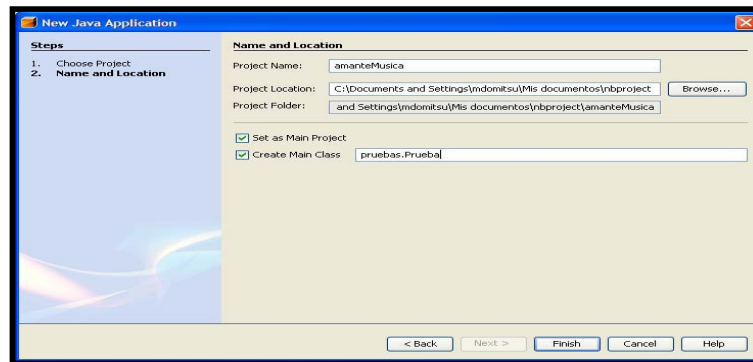 New Java Application
Steps
1. Choose Project
2. Name and Location
Name and Location
Project Name: amanteMusica
Project Location: C:\Documents and Settings\mdomitsu\Mis documentos\nbproject Browse...
Project Folder: and Settings\mdomitsu\Mis documentos\nbproject\amanteMusica
Set as Main Project
Create Main Class pruebas.Prueba
< Back Next > Finish Cancel Help